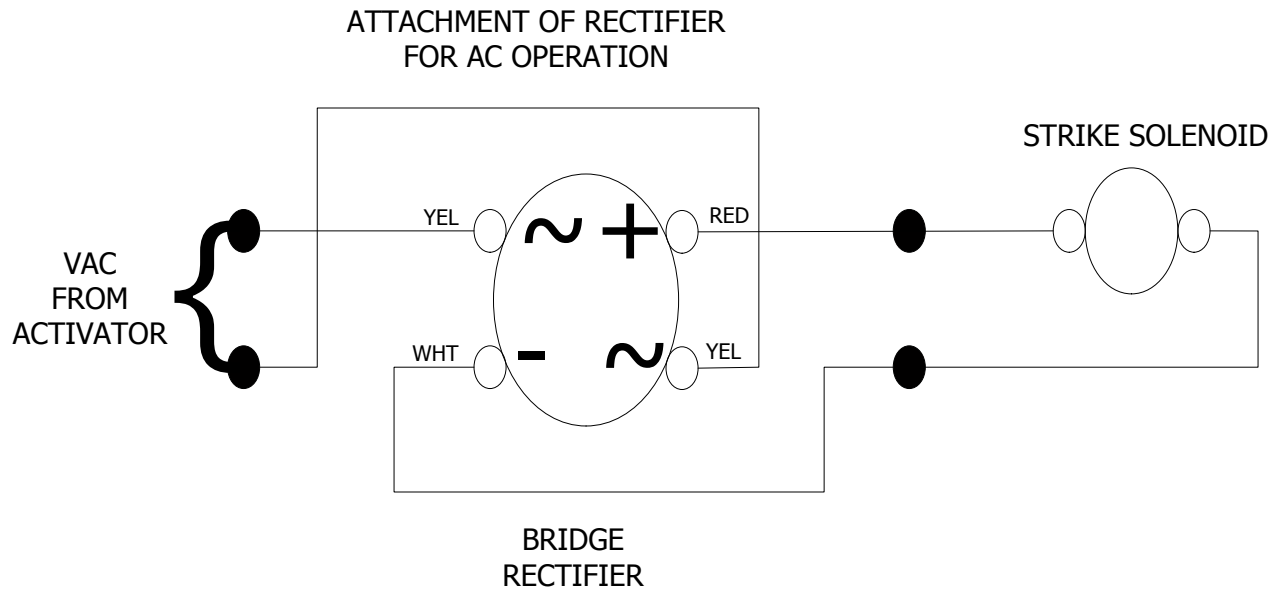 ATTACHMENT OF RECTIFIER
FOR AC OPERATION
STRIKE SOLENOID
YEL
~ +
RED
VAC
FROM
ACTIVATOR
{
WHT
- ~
YEL
BRIDGE
RECTIFIER